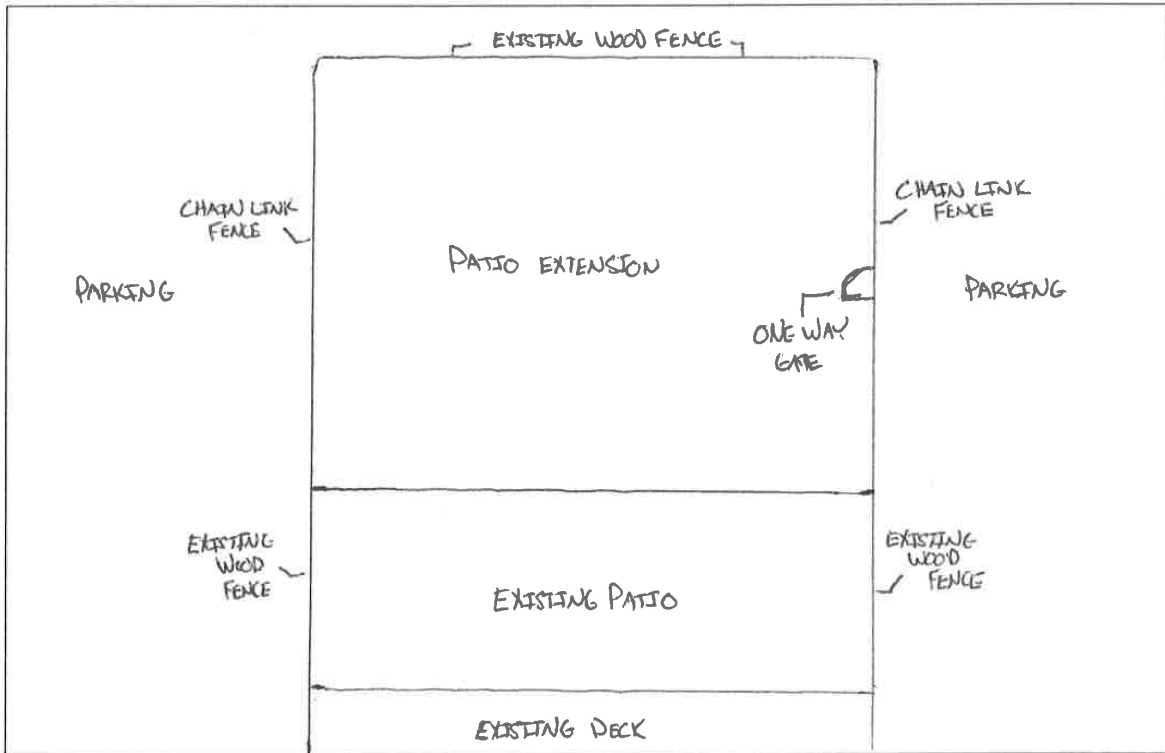 EXISTING WOOD FENCE
CHAIN LINK
FENCE
CHAIN LINK
FENCE
PATIO EXTENSION
PARKING
PARKING
ONE WAY
GATE
EXISTING
WOOD
FENCE
EXISTING
WOOD
FENCE
EXISTING PATIO
EXISTING DECK